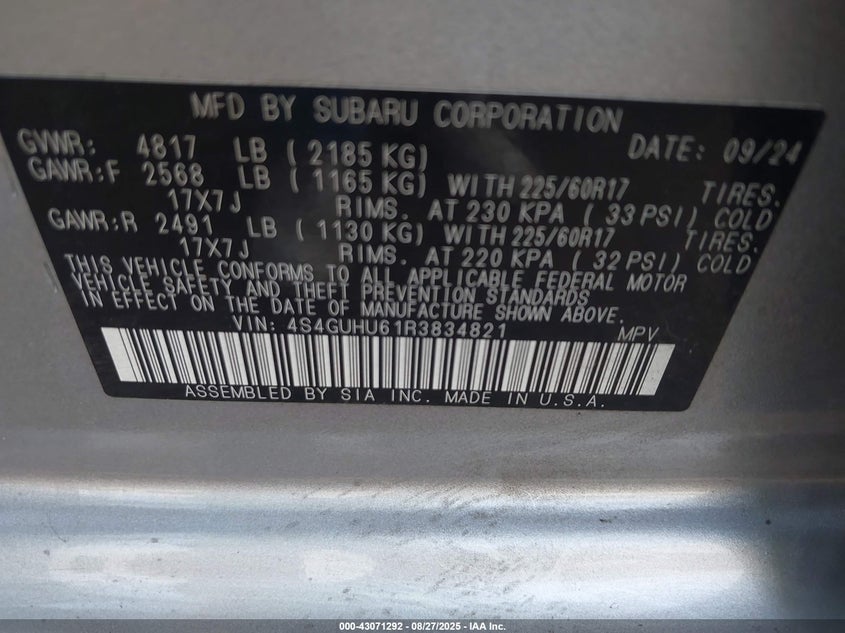 MFD BY SUBARU CORPORATION
GVWR: 4817 LB ( 2185 KG) DATE: 09/24
GAWR:F 2568 LB ( 1165 KG) WITH 225/60R17 TIRES.
17X7J RIMS. AT 230 KPA ( 33 PSI) COLD
GAWR:R 2491 LB ( 1130 KG) WITH 225/60R17 TIRES.
17X7J RIMS. AT 220 KPA ( 32 PSI) COLD
THIS VEHICLE CONFORMS TO ALL APPLICABLE FEDERAL MOTOR
VEHICLE SAFETY AND THEFT PREVENTION STANDARDS
IN EFFECT ON THE DATE OF MANUFACTURE SHOWN ABOVE.
VIN: 4S4GUHU61R3834821 MPV
ASSEMBLED BY SIA INC. MADE IN U.S.A.
000-43071292 - 08/27/2025 - IAA Inc.